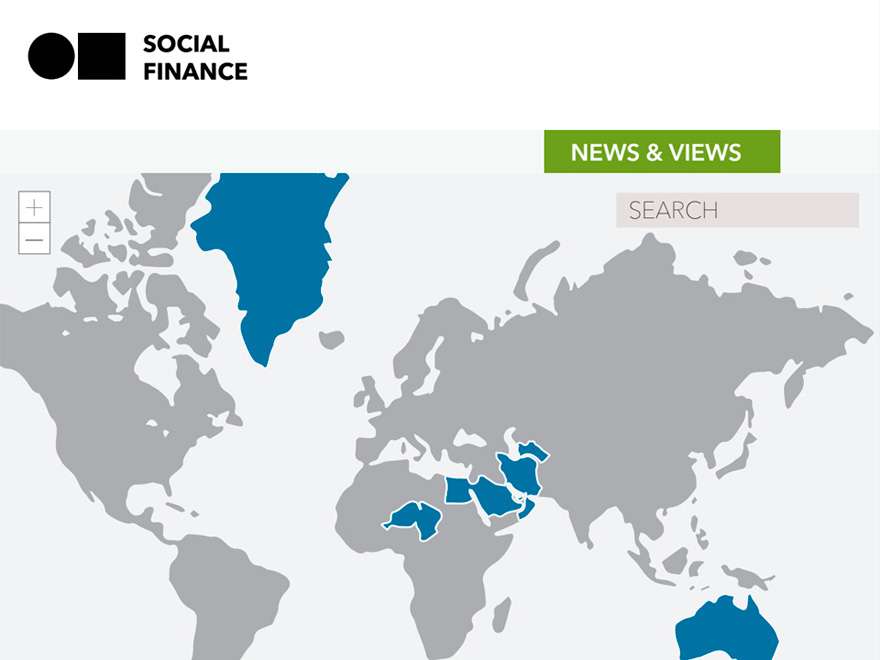 SOCIAL
FINANCE
NEWS & VIEWS
+
SEARCH
—